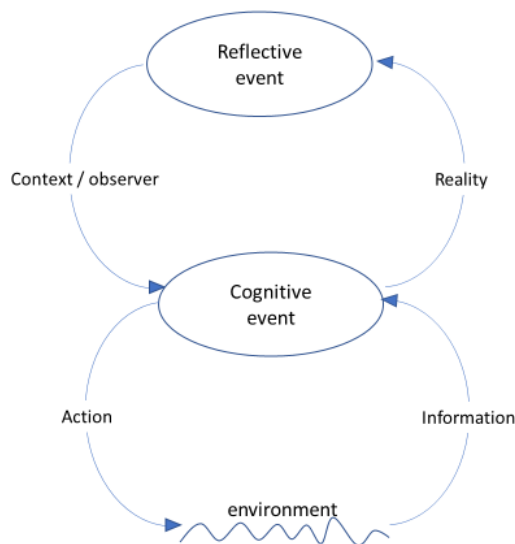 Reflective
event
Context / observer
Reality
Cognitive
event
Action
Information
environment